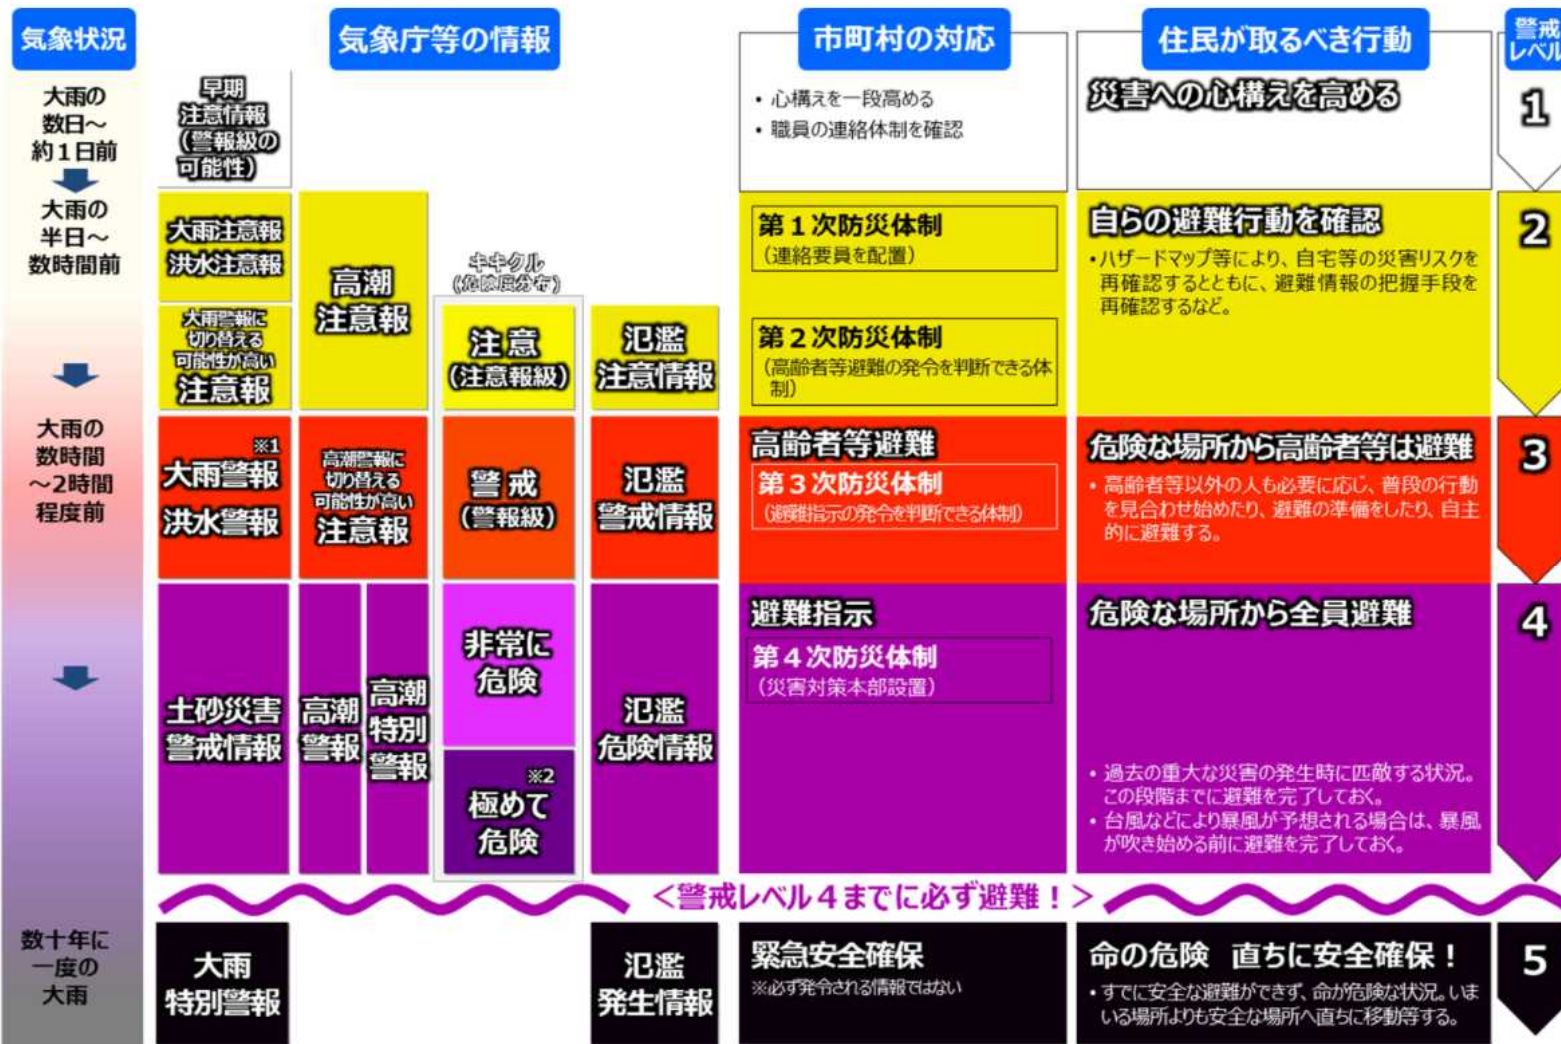 気象状況
気象庁等の情報
市町村の対応
住民が取るべき行動
警戒
レベル
大雨の
数日~
約1日前
早期
注意情報
(警報級の
可能性)
・心構えを一段高める
・職員の連絡体制を確認
災害への心構えを高める
1
大雨の
半日~
数時間前
大雨注意報
洪水注意報
高潮
注意報
キキクル
(危険度分布)
第1次防災体制
(連絡要員を配置)
自らの避難行動を確認
・ハザードマップ等により、自宅等の災害リスクを
再確認するとともに、避難情報の把握手段を
再確認するなど。
2
大雨警報に
切り替える
可能性が高い
注意報
注意
(注意報級)
氾濫
注意情報
第2次防災体制
(高齢者等避難の発令を判断できる体
制)
大雨の
数時間
~2時間
程度前
※1
大雨警報
洪水警報
高潮警報に
切り替える
可能性が高い
注意報
警戒
(警報級)
氾濫
警戒情報
高齢者等避難
第3次防災体制
(避難指示の発令を判断できる体制)
危険な場所から高齢者等は避難
・高齢者等以外の人も必要に応じ、普段の行動
を見合わせ始めたり、避難の準備をしたり、自主
的に避難する。
3
土砂災害
警戒情報
高潮
警報
高潮
特別
警報
非常に
危険
※2
極めて
危険
氾濫
危険情報
避難指示
第4次防災体制
(災害対策本部設置)
危険な場所から全員避難
・過去の重大な災害の発生時に匹敵する状況。
この段階までに避難を完了しておく。
・台風などにより暴風が予想される場合は、暴風
が吹き始める前に避難を完了しておく。
4
<警戒レベル4までに必ず避難!>
数十年に
一度の
大雨
大雨
特別警報
氾濫
発生情報
緊急安全確保
※必ず発令される情報ではない
命の危険 直ちに安全確保!
・すでに安全な避難ができず、命が危険な状況。いま
いる場所よりも安全な場所へ直ちに移動等する。
5